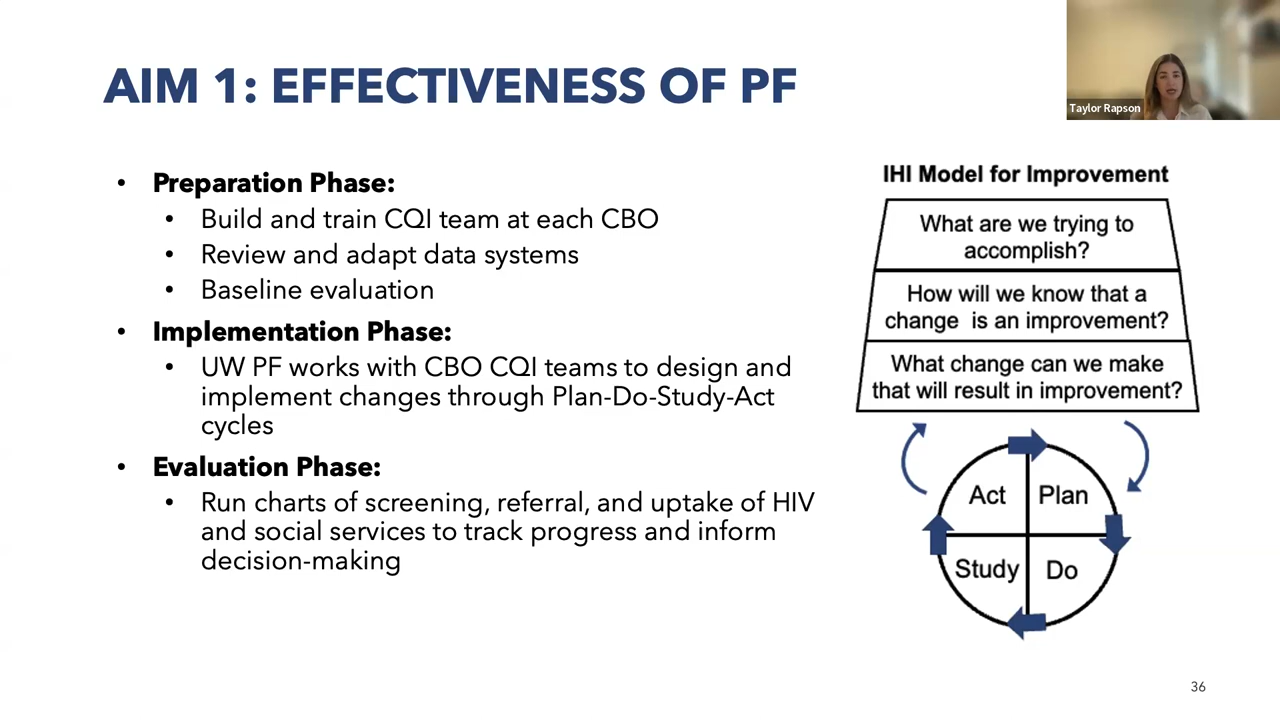 AIM 1: EFFECTIVENESS OF PF
Taylor Rapson
• Preparation Phase:
• Build and train CQI team at each CBO
• Review and adapt data systems
• Baseline evaluation
• Implementation Phase:
• UW PF works with CBO CQI teams to design and
implement changes through Plan-Do-Study-Act
cycles
• Evaluation Phase:
• Run charts of screening, referral, and uptake of HIV
and social services to track progress and inform
decision-making
IHI Model for Improvement
What are we trying to
accomplish?
How will we know that a
change is an improvement?
What change can we make
that will result in improvement?
Act
Plan
Study
Do
36